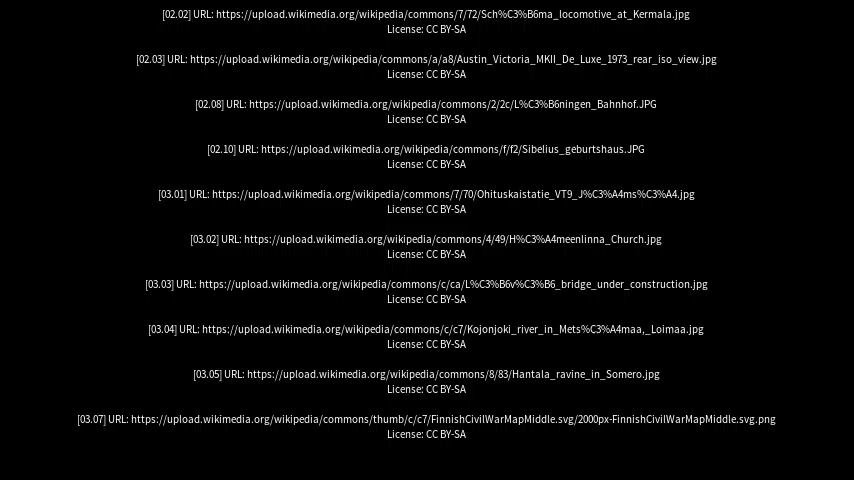 [02.02] URL: https://upload.wikimedia.org/wikipedia/commons/7/72/Sch%C3%B6ma_locomotive_at_Kermala.jpg
License: CC BY-SA
[02.03] URL: https://upload.wikimedia.org/wikipedia/commons/a/a8/Austin_Victoria_MKII_De_Luxe_1973_rear_iso_view.jpg
License: CC BY-SA
[02.08] URL: https://upload.wikimedia.org/wikipedia/commons/2/2c/L%C3%B6ningen_Bahnhof.JPG
License: CC BY-SA
[02.10] URL: https://upload.wikimedia.org/wikipedia/commons/f/f2/Sibelius_geburtshaus.JPG
License: CC BY-SA
[03.01] URL: https://upload.wikimedia.org/wikipedia/commons/7/70/Ohituskaistatie_VT9_J%C3%A4ms%C3%A4.jpg
License: CC BY-SA
[03.02] URL: https://upload.wikimedia.org/wikipedia/commons/4/49/H%C3%A4meenlinna_Church.jpg
License: CC BY-SA
[03.03] URL: https://upload.wikimedia.org/wikipedia/commons/c/ca/L%C3%B6v%C3%B6_bridge_under_construction.jpg
License: CC BY-SA
[03.04] URL: https://upload.wikimedia.org/wikipedia/commons/c/c7/Kojonjoki_river_in_Mets%C3%A4maa,_Loimaa.jpg
License: CC BY-SA
[03.05] URL: https://upload.wikimedia.org/wikipedia/commons/8/83/Hantala_ravine_in_Somero.jpg
License: CC BY-SA
[03.07] URL: https://upload.wikimedia.org/wikipedia/commons/thumb/c/c7/FinnishCivilWarMapMiddle.svg/2000px-FinnishCivilWarMapMiddle.svg.png
License: CC BY-SA